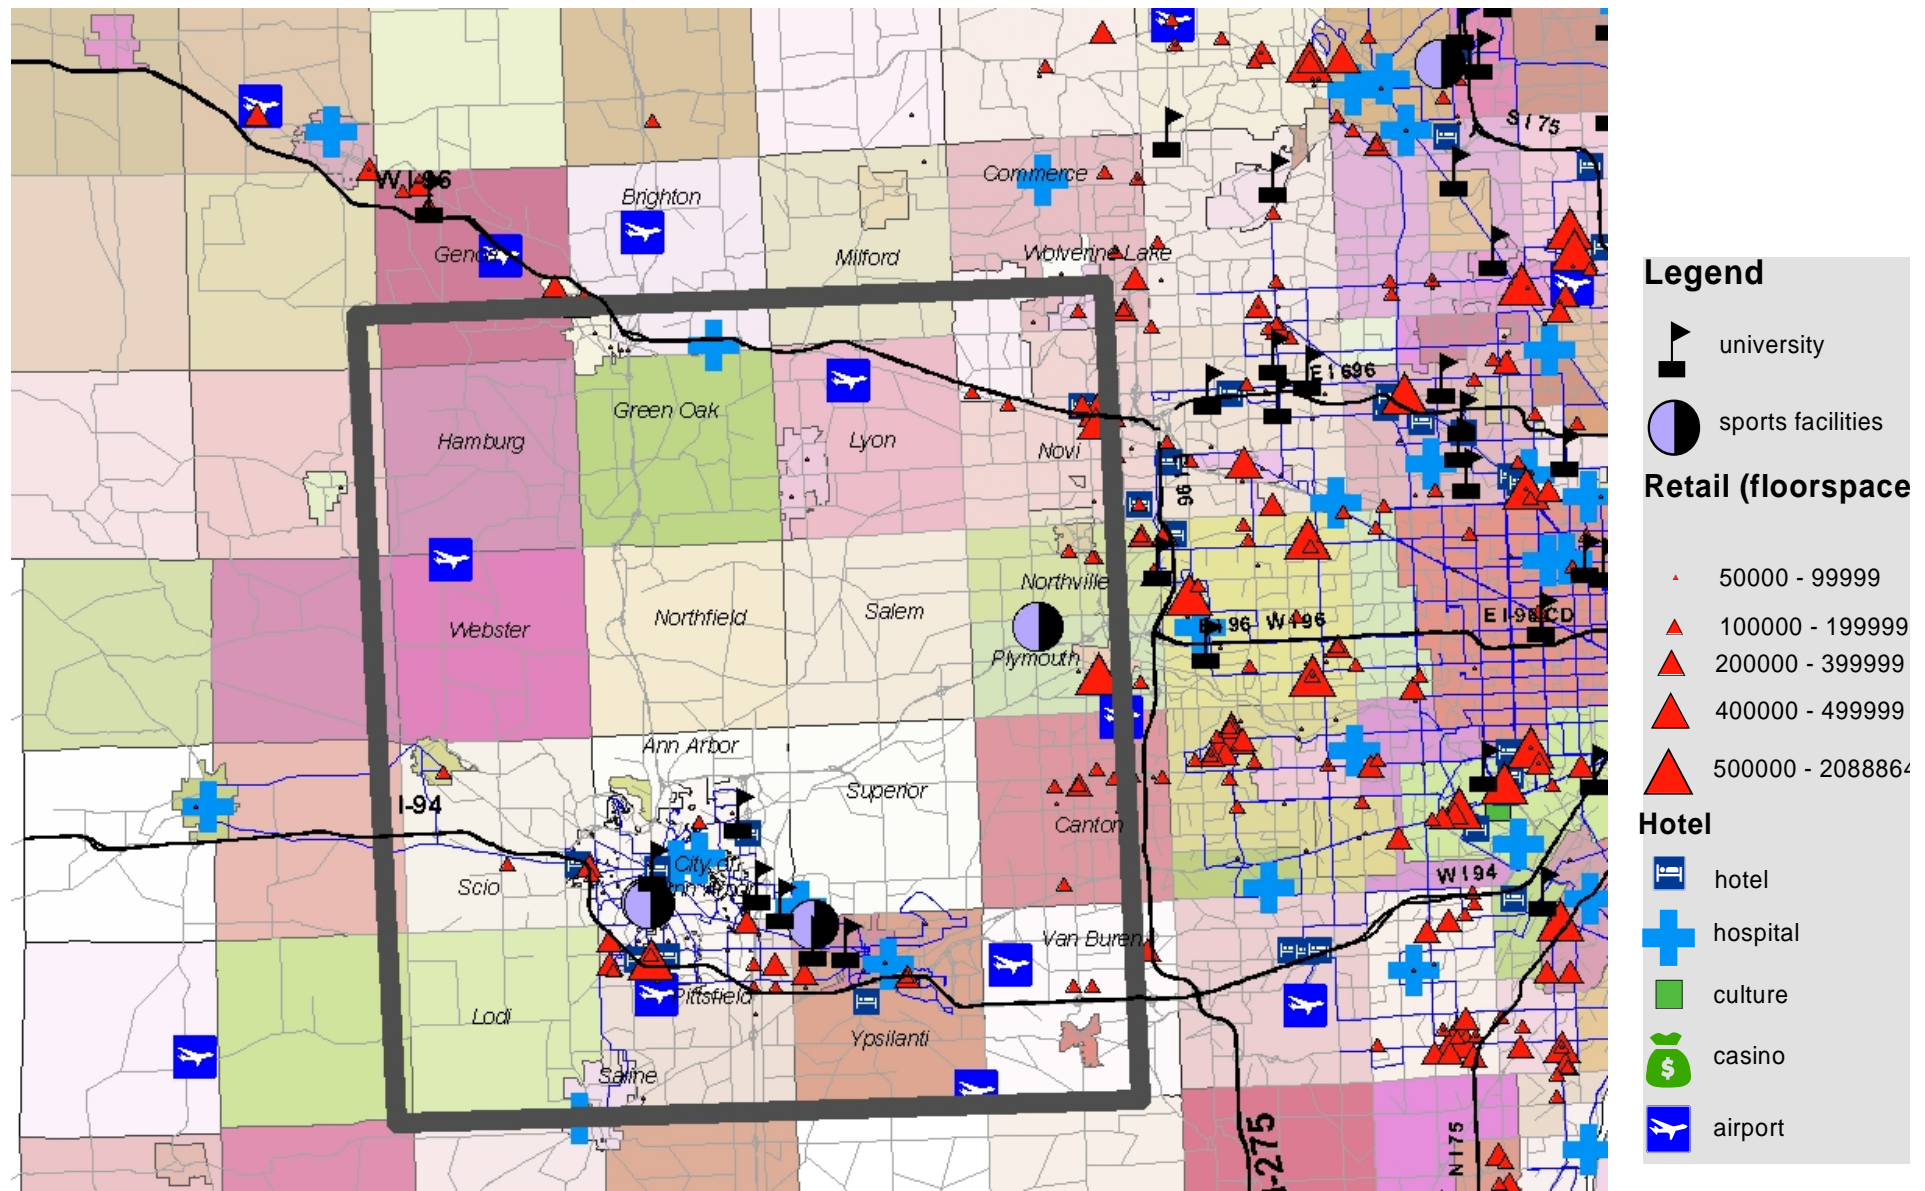 S I 75
W I-96
Commerce
Brighton
Milford
Wolverine Lake
E I 696
Green Oak
Hamburg
Lyon
Novi
Northville
Northfield
Salem
Webster
W I 96
Plymouth
Ann Arbor
Superior
I-94
Canton
City of
Scio
W I 94
Van Buren
Pittsfield
Lodi
Ypsilanti
Saline
N I 75
-275
Legend
university
sports facilities
Retail (floorspace
50000 - 99999
100000 - 199999
200000 - 399999
400000 - 499999
500000 - 2088864
Hotel
hotel
hospital
culture
casino
$
airport